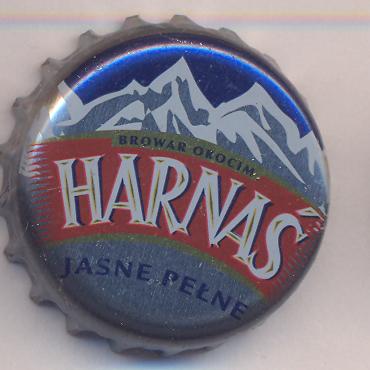 BROWAR OKOCIM
HARNAŚ
JASNE PEŁNE